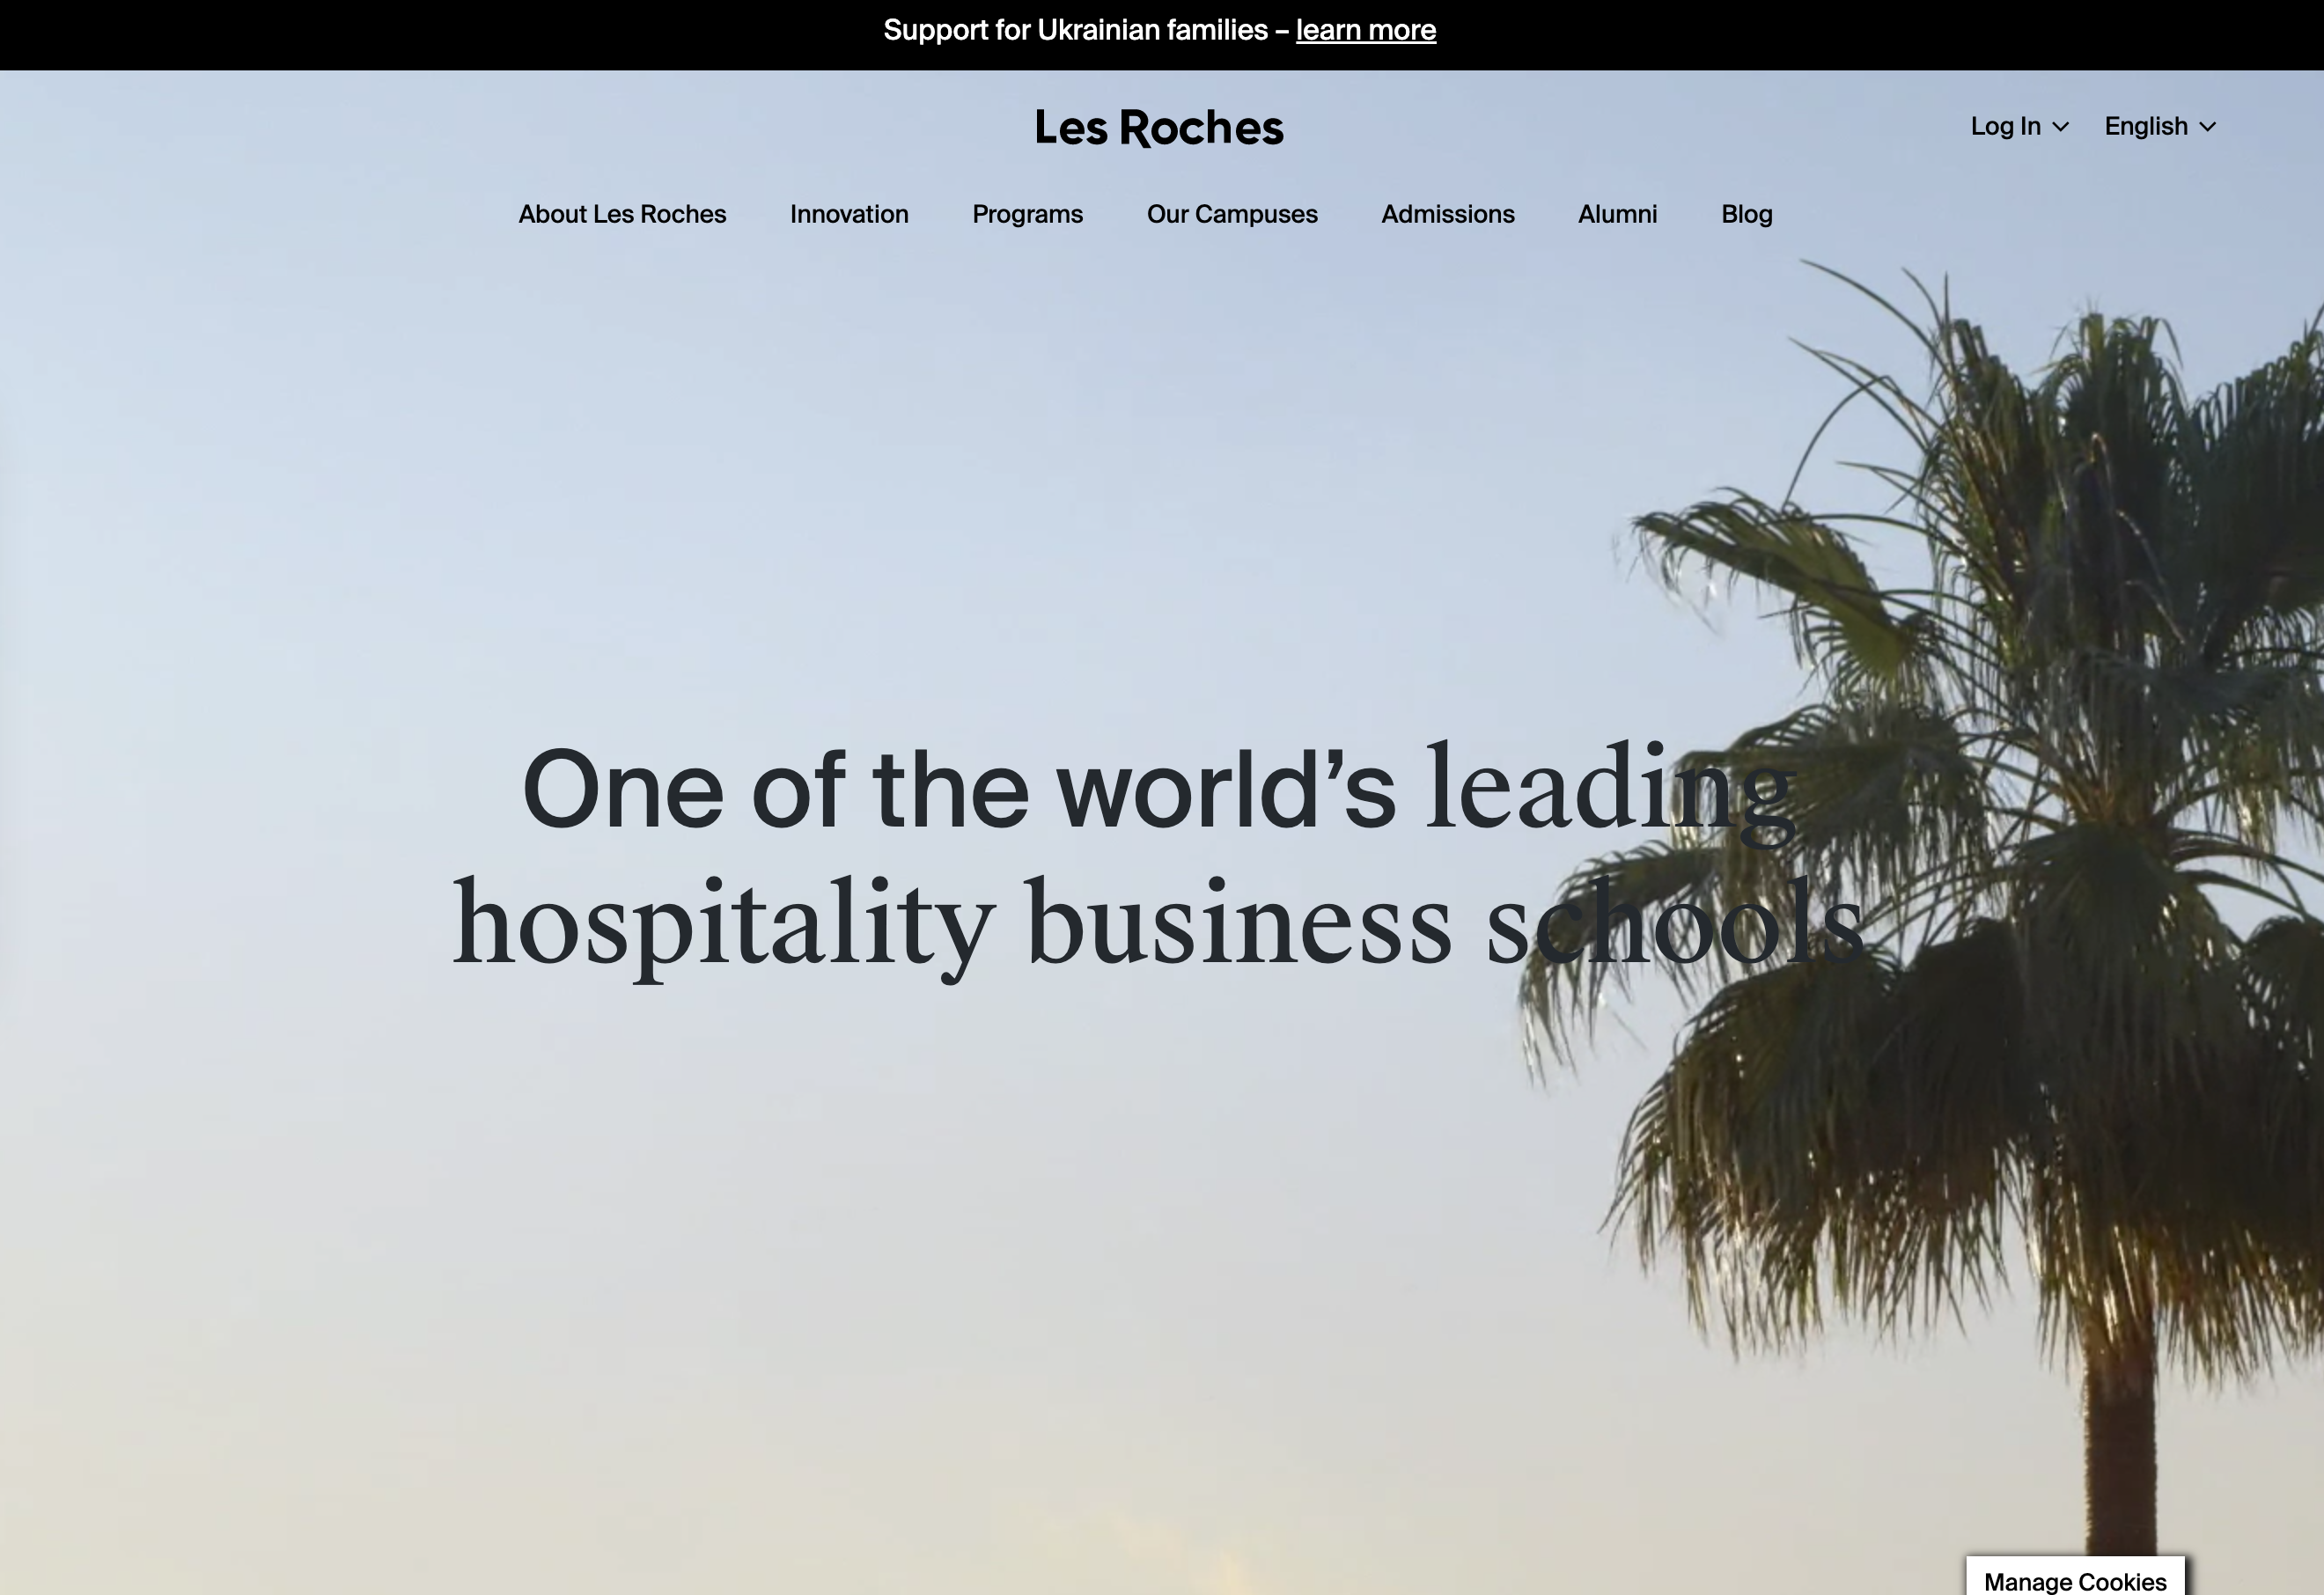 Support for Ukrainian families – learn more
Les Roches
Log In
English
About Les Roches
Innovation
Programs
Our Campuses
Admissions
Alumni
Blog
One of the world’s leading
hospitality business schools
Manage Cookies